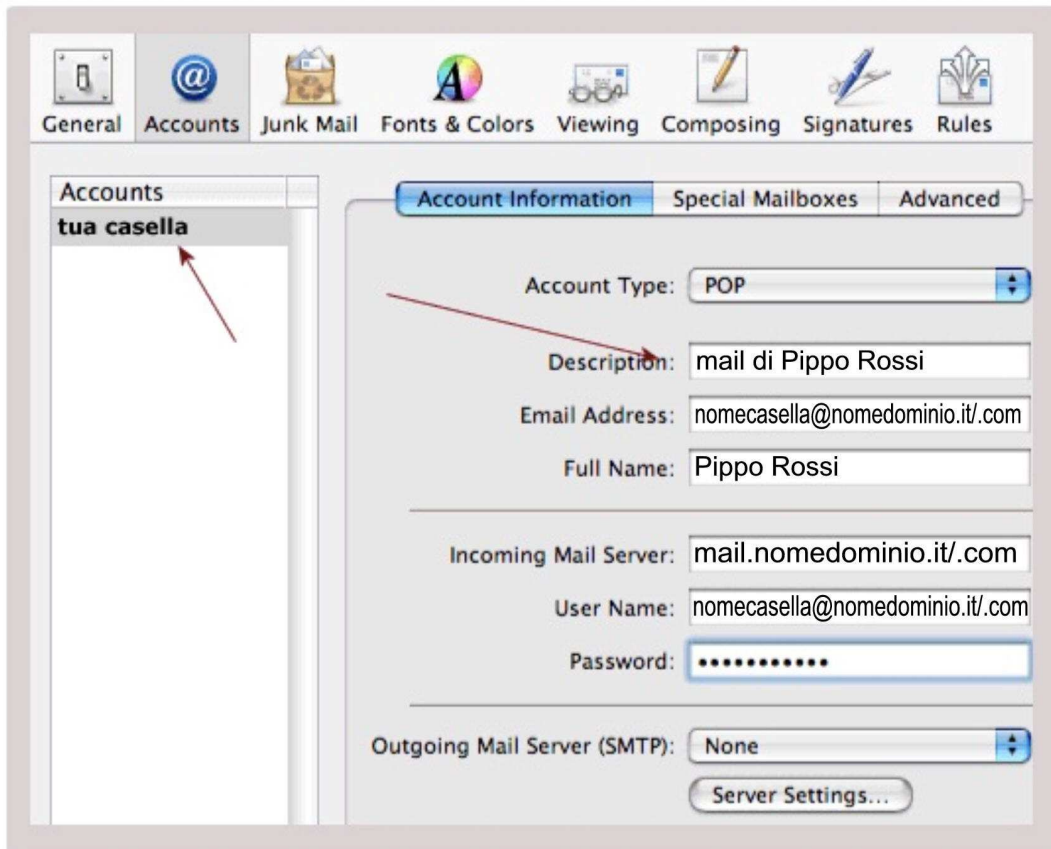 General Accounts Junk Mail Fonts & Colors Viewing Composing Signatures Rules
Accounts
tua casella
Account Information Special Mailboxes Advanced
Account Type: POP
Description: mail di Pippo Rossi
Email Address: nomecasella@nomedominio.it/.com
Full Name: Pippo Rossi
Incoming Mail Server: mail.nomedominio.it/.com
User Name: nomecasella@nomedominio.it/.com
Password: •••••••••••
Outgoing Mail Server (SMTP): None
Server Settings...